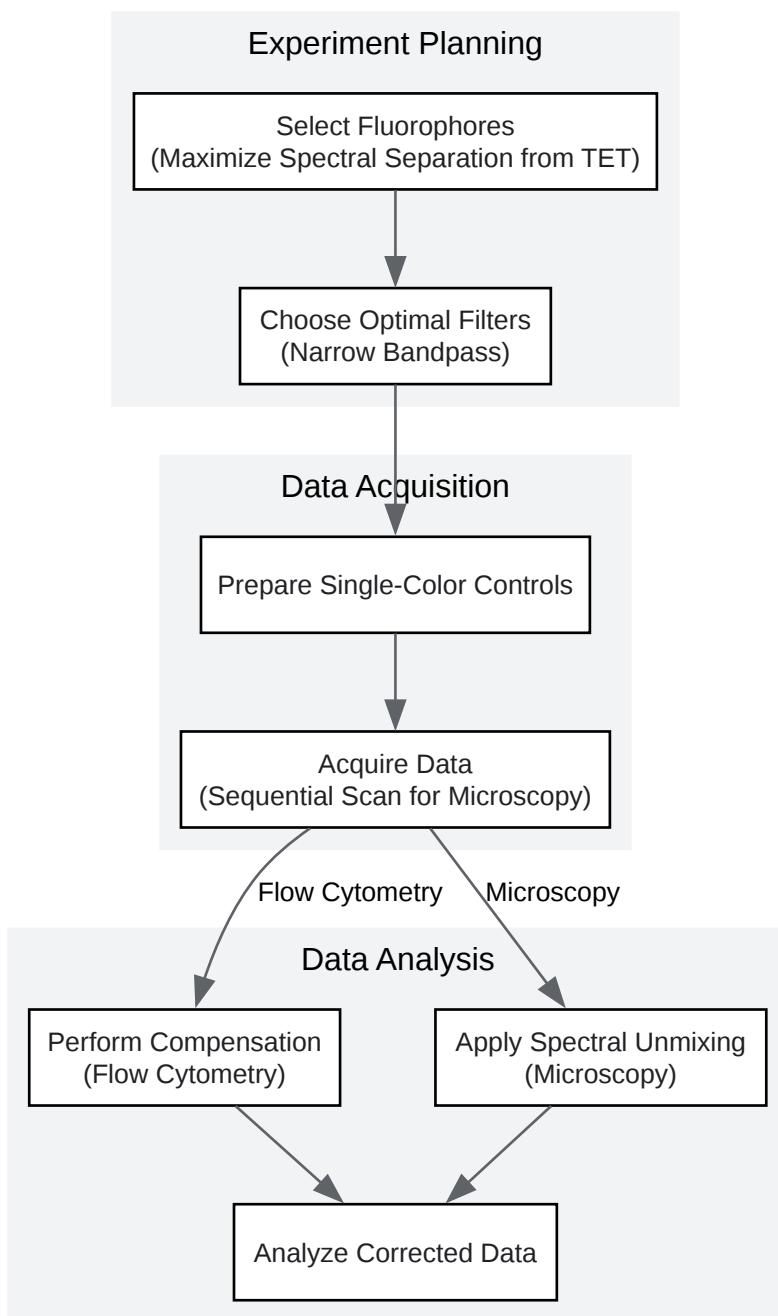 Experiment Planning
Select Fluorophores
(Maximize Spectral Separation from TET)
Choose Optimal Filters
(Narrow Bandpass)
Data Acquisition
Prepare Single-Color Controls
Acquire Data
(Sequential Scan for Microscopy)
Flow Cytometry
Microscopy
Data Analysis
Perform Compensation
(Flow Cytometry)
Apply Spectral Unmixing
(Microscopy)
Analyze Corrected Data